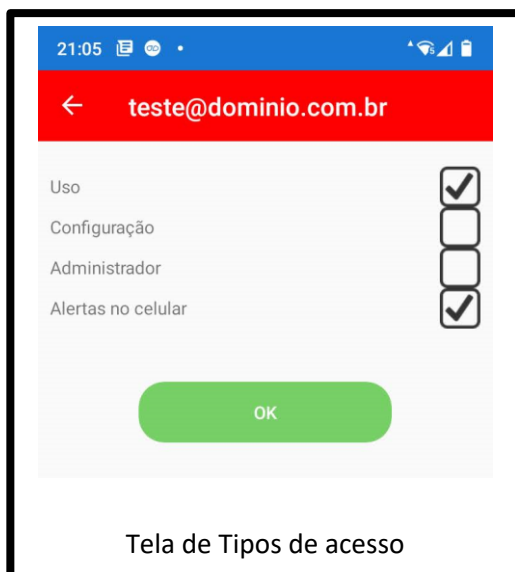 21:05
teste@dominio.com.br
Uso
Configuração
Administrador
Alertas no celular
OK
Tela de Tipos de acesso